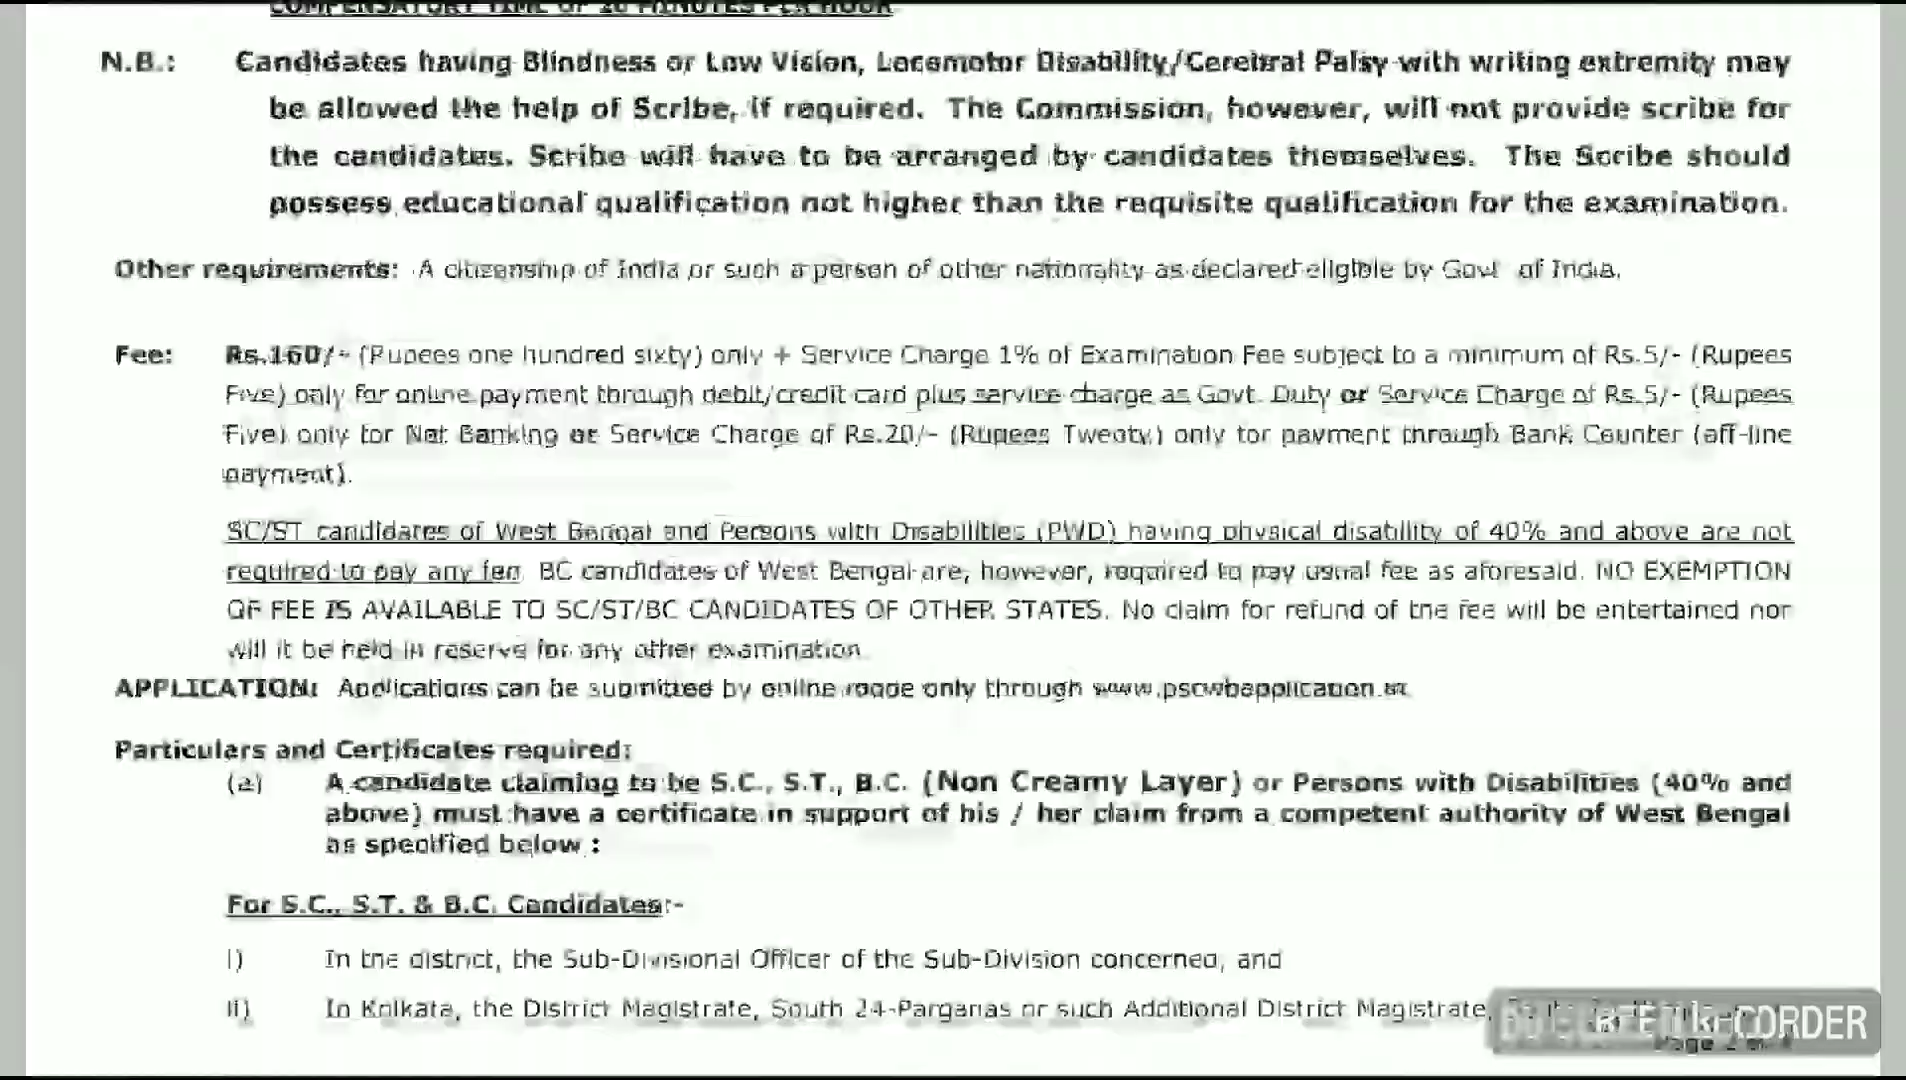 COMPENSATORY TIME OF 20 MINUTES PER HOUR
N.B.: Candidates having Blindness or Low Vision, Locomotor Disability/Cerebral Palsy with writing extremity may
be allowed the help of Scribe, if required. The Commission, however, will not provide scribe for
the candidates. Scribe will have to be arranged by candidates themselves. The Scribe should
possess educational qualification not higher than the requisite qualification for the examination.
Other requirements: A citizenship of India or such a person of other nationality as declared eligible by Govt of India.
Fee: Rs.160/- (Rupees one hundred sixty) only + Service Charge 1% of Examination Fee subject to a minimum of Rs.5/- (Rupees
Five) only for online payment through debit/credit card plus service charge as Govt. Duty or Service Charge of Rs.5/- (Rupees
Five) only for Net Banking or Service Charge of Rs.20/- (Rupees Twenty) only for payment through Bank Counter (off-line
payment).
SC/ST candidates of West Bengal and Persons with Disabilities (PWD) having physical disability of 40% and above are not
required to pay any fee. BC candidates of West Bengal are, however, required to pay usual fee as aforesaid. NO EXEMPTION
OF FEE IS AVAILABLE TO SC/ST/BC CANDIDATES OF OTHER STATES. No claim for refund of the fee will be entertained nor
will it be held in reserve for any other examination.
APPLICATION: Applications can be submitted by online mode only through
Particulars and Certificates required:
(a) A candidate claiming to be S.C., S.T., B.C. (Non Creamy Layer) or Persons with Disabilities (40% and
above) must have a certificate in support of his / her claim from a competent authority of West Bengal
as specified below :
For S.C., S.T. & B.C. Candidates:-
i) In the district, the Sub-Divisional Officer of the Sub-Division concerned, and
ii) In Kolkata, the District Magistrate, South 24-Parganas or such Additional District Magistrate,
RECORDER
Page